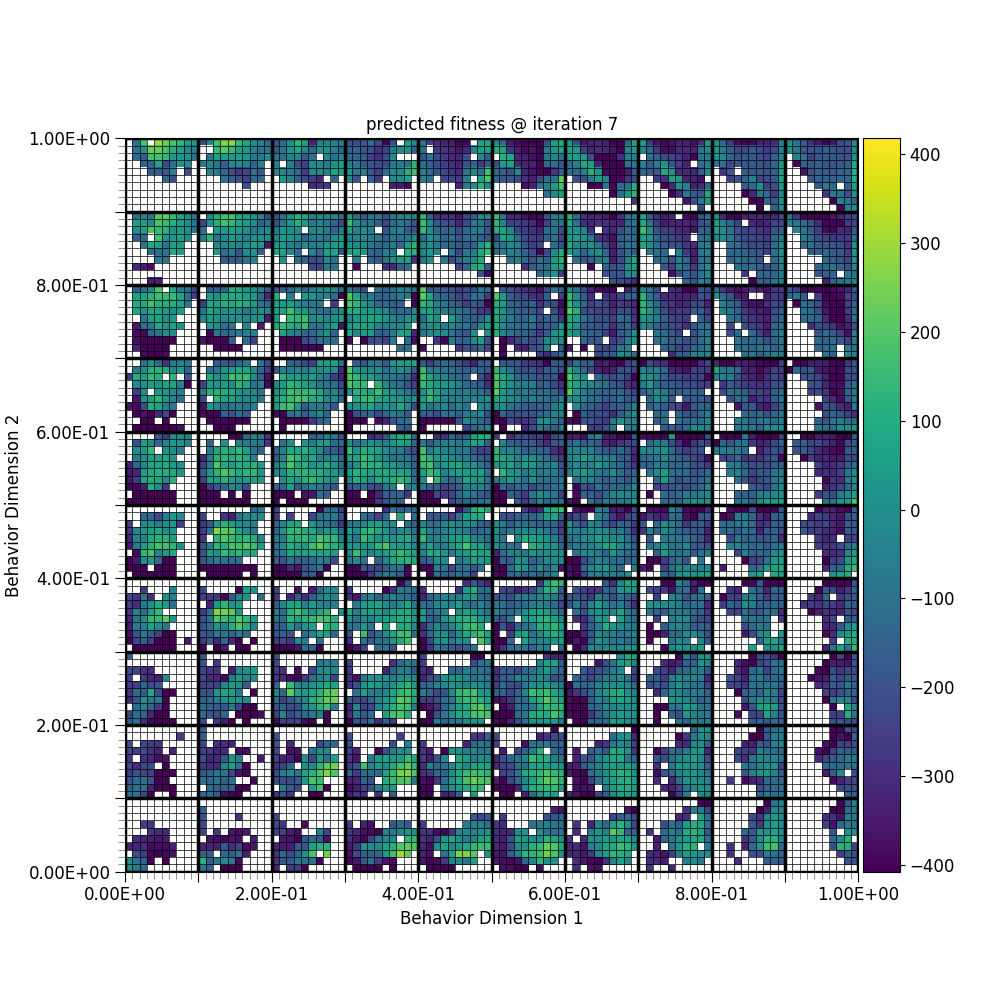 predicted fitness @ iteration 7
1.00E+00
8.00E-01
6.00E-01
4.00E-01
2.00E-01
0.00E+00
Behavior Dimension 2
0.00E+00 2.00E-01 4.00E-01 6.00E-01 8.00E-01 1.00E+00
Behavior Dimension 1
400
300
200
100
0
−100
−200
−300
−400